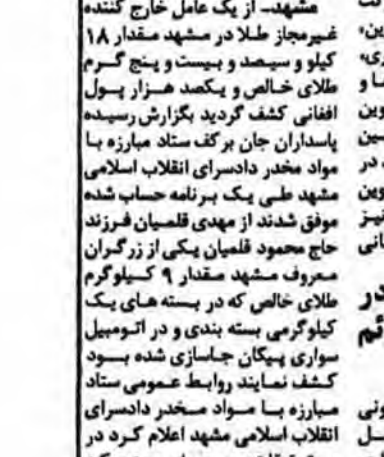 مشهد_ از یک عامل خارج کننده
غیرمجاز طلا در مشهد مقدار ۱۸
کیلو و سیصد و بیست و پنج گرم
طلای خالص و یکصد هزار پول
افغانی کشف گردید بگزارش رسیده
پاسداران جان برکف ستاد مبارزه با
مواد مخدر دادسرای انقلاب اسلامی
مشهد طی یک برنامه حساب شده
موفق شدند از مهدی قلمیان فرزند
حاج محمود قلمیان یکی از زرگران
معروف مشهد مقدار ۹ کیلوگرم
طلای خالص که در بسته های یک
کیلوگرمی بسته بندی و در اتومبیل
سواری پیکان جاسازی شده بود
کشف نمایند روابط عمومی ستاد
مبارزه با مواد مخدر دادسرای
انقلاب اسلامی مشهد اعلام کرد در